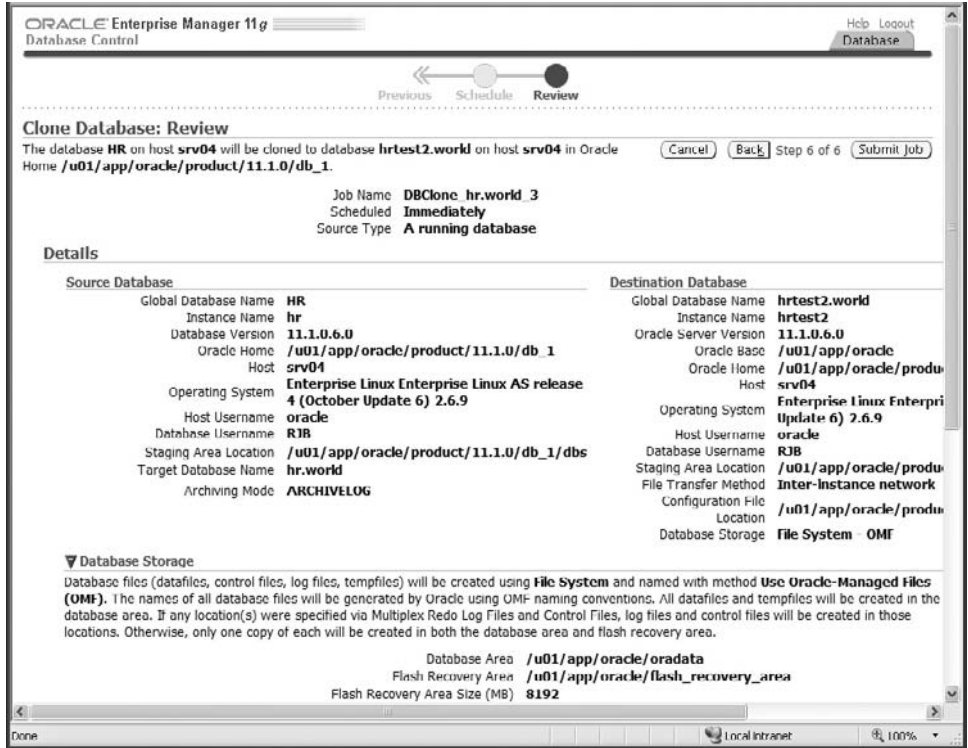 ORACLE Enterprise Manager 11g
Database Control
Help Logout
Database
Previous Schedule Review
Clone Database: Review
The database HR on host srv04 will be cloned to database hrtest2.world on host srv04 in Oracle
Home /u01/app/oracle/product/11.1.0/db_1.
Cancel Back Step 6 of 6 Submit Job
Job Name DBClone_hr.world_3
Scheduled Immediately
Source Type A running database
Details
Source Database
Global Database Name HR
Instance Name hr
Database Version 11.1.0.6.0
Oracle Home /u01/app/oracle/product/11.1.0/db_1
Host srv04
Operating System Enterprise Linux Enterprise Linux AS release
4 (October Update 6) 2.6.9
Host Username oracle
Database Username RJB
Staging Area Location /u01/app/oracle/product/11.1.0/db_1/dbs
Target Database Name hr.world
Archiving Mode ARCHIVELOG
Destination Database
Global Database Name hrtest2.world
Instance Name hrtest2
Oracle Server Version 11.1.0.6.0
Oracle Base /u01/app/oracle
Oracle Home /u01/app/oracle/produ
Host srv04
Operating System Enterprise Linux Enterpri
Update 6) 2.6.9
Host Username oracle
Database Username RJB
Staging Area Location /u01/app/oracle/produ
File Transfer Method Inter-instance network
Configuration File
Location /u01/app/oracle/produ
Database Storage File System - OMF
Database Storage
Database files (datafiles, control files, log files, tempfiles) will be created using File System and named with method Use Oracle-Managed Files
(OMF). The names of all database files will be generated by Oracle using OMF naming conventions. All datafiles and tempfiles will be created in the
database area. If any location(s) were specified via Multiplex Redo Log Files and Control Files, log files and control files will be created in those
locations. Otherwise, only one copy of each will be created in both the database area and flash recovery area.
Database Area /u01/app/oracle/oradata
Flash Recovery Area /u01/app/oracle/flash_recovery_area
Flash Recovery Area Size (MB) 8192
Done
Local intranet
100%